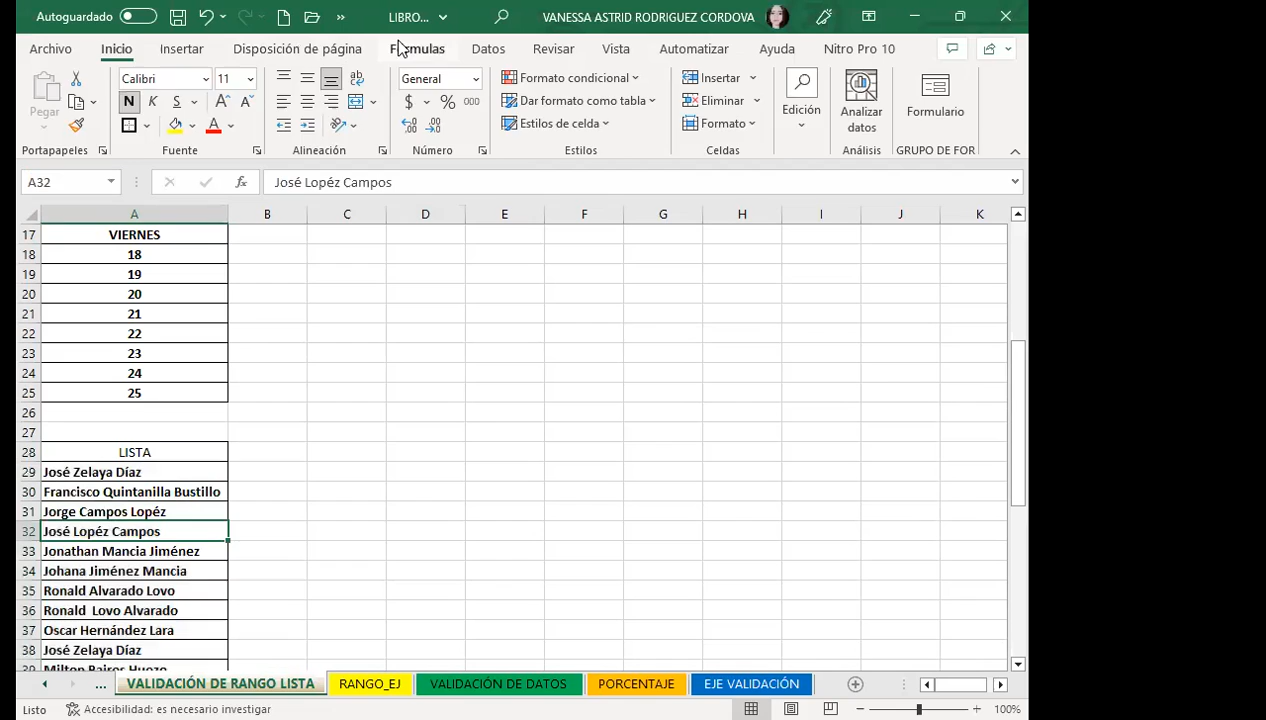 Autoguardado LIBRO... VANESSA ASTRID RODRIGUEZ CORDOVA
Archivo Inicio Insertar Disposición de página Fórmulas Datos Revisar Vista Automatizar Ayuda Nitro Pro 10
Pegar
Calibri 11
N K S
A A
A
ab
General
$ % 000
Formato condicional
Dar formato como tabla
Estilos de celda
Insertar
Eliminar
Formato
Edición
Analizar datos
Formulario
Portapapeles Fuente Alineación Número Estilos Celdas Análisis GRUPO DE FOR
A32 fx José Lopéz Campos
A B C D E F G H I J K
17 VIERNES
18 18
19 19
20 20
21 21
22 22
23 23
24 24
25 25
26
27
28 LISTA
29 José Zelaya Díaz
30 Francisco Quintanilla Bustillo
31 Jorge Campos Lopéz
32 José Lopéz Campos
33 Jonathan Mancia Jiménez
34 Johana Jiménez Mancia
35 Ronald Alvarado Lovo
36 Ronald  Lovo Alvarado
37 Oscar Hernández Lara
38 José Zelaya Díaz
39 Milton Baires Huezo
... VALIDACIÓN DE RANGO LISTA RANGO_EJ VALIDACIÓN DE DATOS PORCENTAJE EJE VALIDACIÓN
Listo Accesibilidad: es necesario investigar 100%